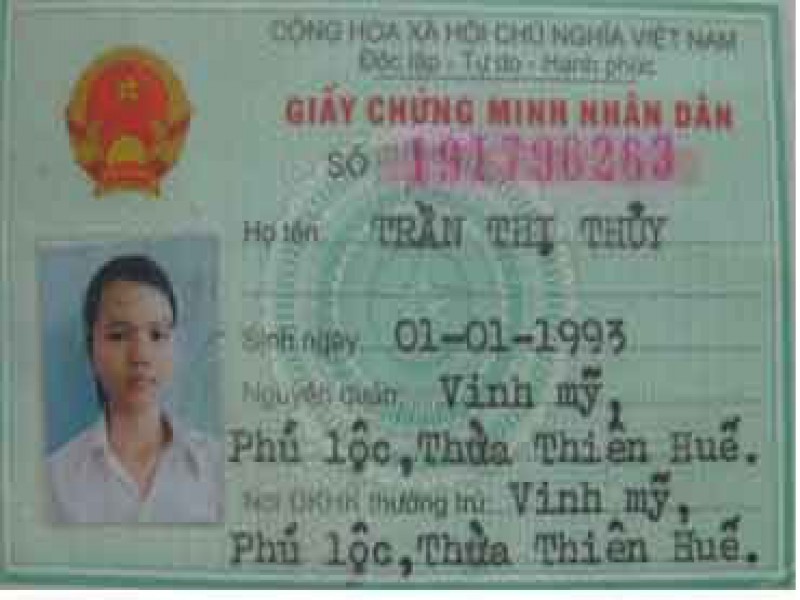 CỘNG HÒA XÃ HỘI CHỦ NGHĨA VIỆT NAM
Độc lập - Tự do - Hạnh phúc
GIẤY CHỨNG MINH NHÂN DÂN
SỐ 191796263
Họ tên TRẦN THỊ THỦY
Sinh ngày 01-01-1993
Nguyên quán: Vinh mỹ,
Phú lộc,Thừa Thiên Huế.
Nơi ĐKHK thường trú: Vinh mỹ,
Phú lộc,Thừa Thiên Huế.